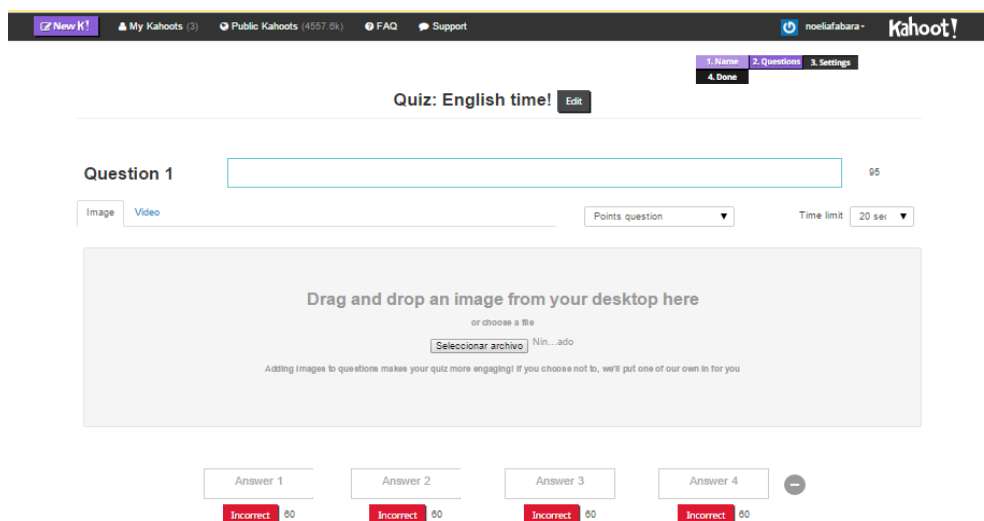 New K! My Kahoots (3) Public Kahoots (4557.6k) FAQ Support noeliafabara Kahoot!
1. Name 2. Questions 3. Settings
4. Done
Quiz: English time! Edit
Question 1 95
Image Video Points question Time limit 20 sec
Drag and drop an image from your desktop here
or choose a file
Seleccionar archivo Nin...ado
Adding images to questions makes your quiz more engaging! If you choose not to, we'll put one of our own in for you
Answer 1 Answer 2 Answer 3 Answer 4
Incorrect 60 Incorrect 60 Incorrect 60 Incorrect 60